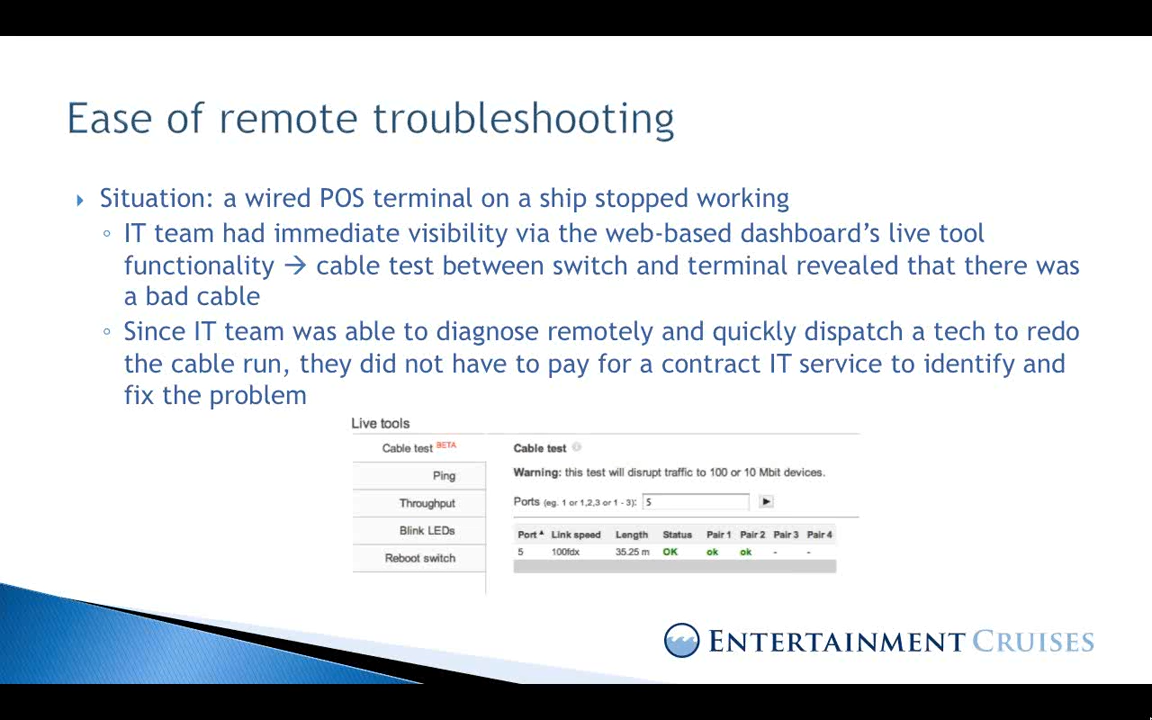 Ease of remote troubleshooting
Situation: a wired POS terminal on a ship stopped working
IT team had immediate visibility via the web-based dashboard's live tool
functionality → cable test between switch and terminal revealed that there was
a bad cable
Since IT team was able to diagnose remotely and quickly dispatch a tech to redo
the cable run, they did not have to pay for a contract IT service to identify and
fix the problem
Live tools
Cable test BETA
Ping
Throughput
Blink LEDs
Reboot switch
Cable test
Warning: this test will disrupt traffic to 100 or 10 Mbit devices.
Ports (eg. 1 or 1,2,3 or 1 - 3): 5
Port Link speed Length Status Pair 1 Pair 2 Pair 3 Pair 4
5 100fdx 35.25 m OK ok ok - -
ENTERTAINMENT CRUISES